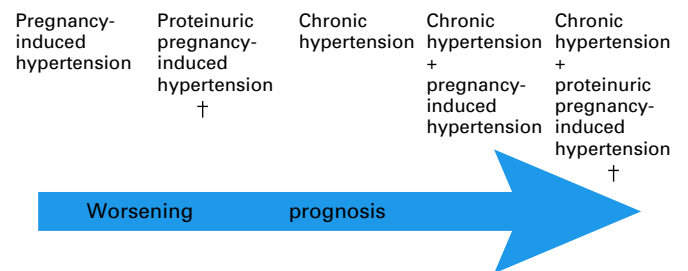 Pregnancy-
induced
hypertension
Proteinuric
pregnancy-
induced
hypertension
†
Chronic
hypertension
Chronic
hypertension
+
pregnancy-
induced
hypertension
Chronic
hypertension
+
proteinuric
pregnancy-
induced
hypertension
†
Worsening prognosis